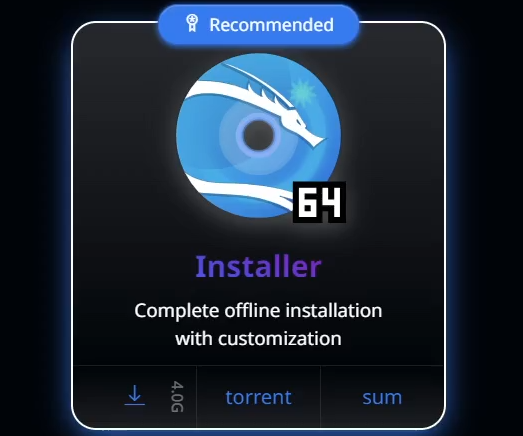 Recommended
64
Installer
Complete offline installation
with customization
4.0G
torrent
sum